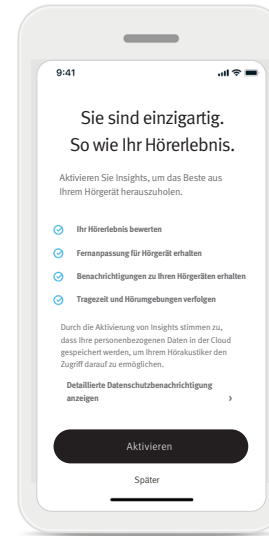 9:41
Sie sind einzigartig.
So wie Ihr Hörerlebnis.
Aktivieren Sie Insights, um das Beste aus
Ihrem Hörgerät herauszuholen.
Ihr Hörerlebnis bewerten
Fernanpassung für Hörgerät erhalten
Benachrichtigungen zu Ihren Hörgeräten erhalten
Tragezeit und Hörumgebungen verfolgen
Durch die Aktivierung von Insights stimmen zu,
dass Ihre personenbezogenen Daten in der Cloud
gespeichert werden, um Ihrem Hörakustiker den
Zugriff darauf zu ermöglichen.
Detaillierte Datenschutzbenachrichtigung
anzeigen
Aktivieren
Später